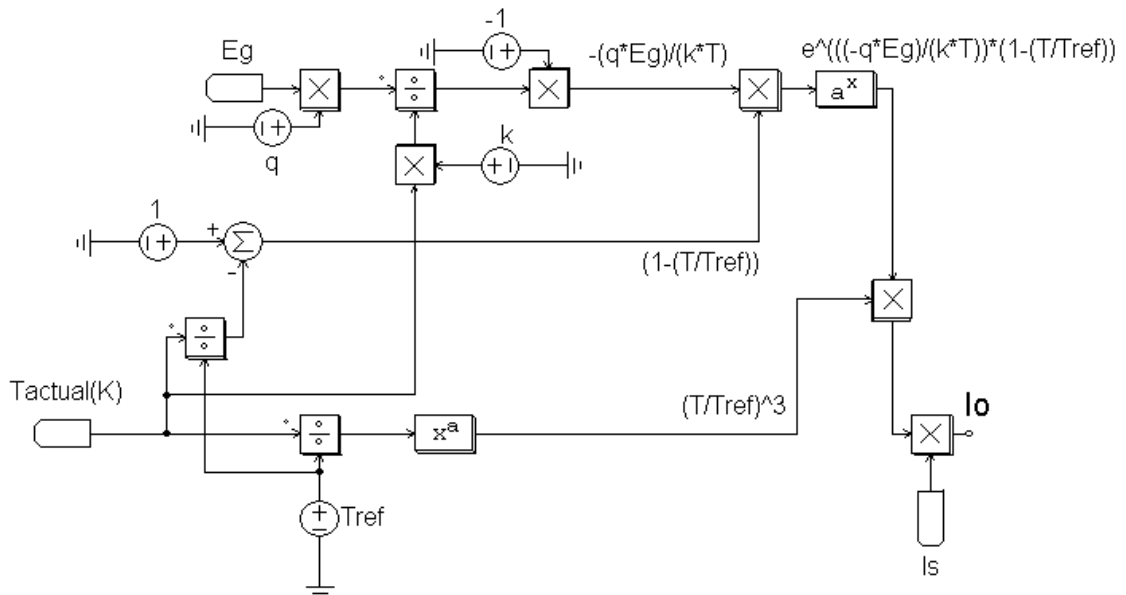 -1
Eg
-(q*Eg)/(k*T)
e^(((-q*Eg)/(k*T))*(1-(T/Tref))
a^x
q
k
1
Σ
(1-(T/Tref))
Tactual(K)
(T/Tref)^3
x^a
Io
Tref
Is